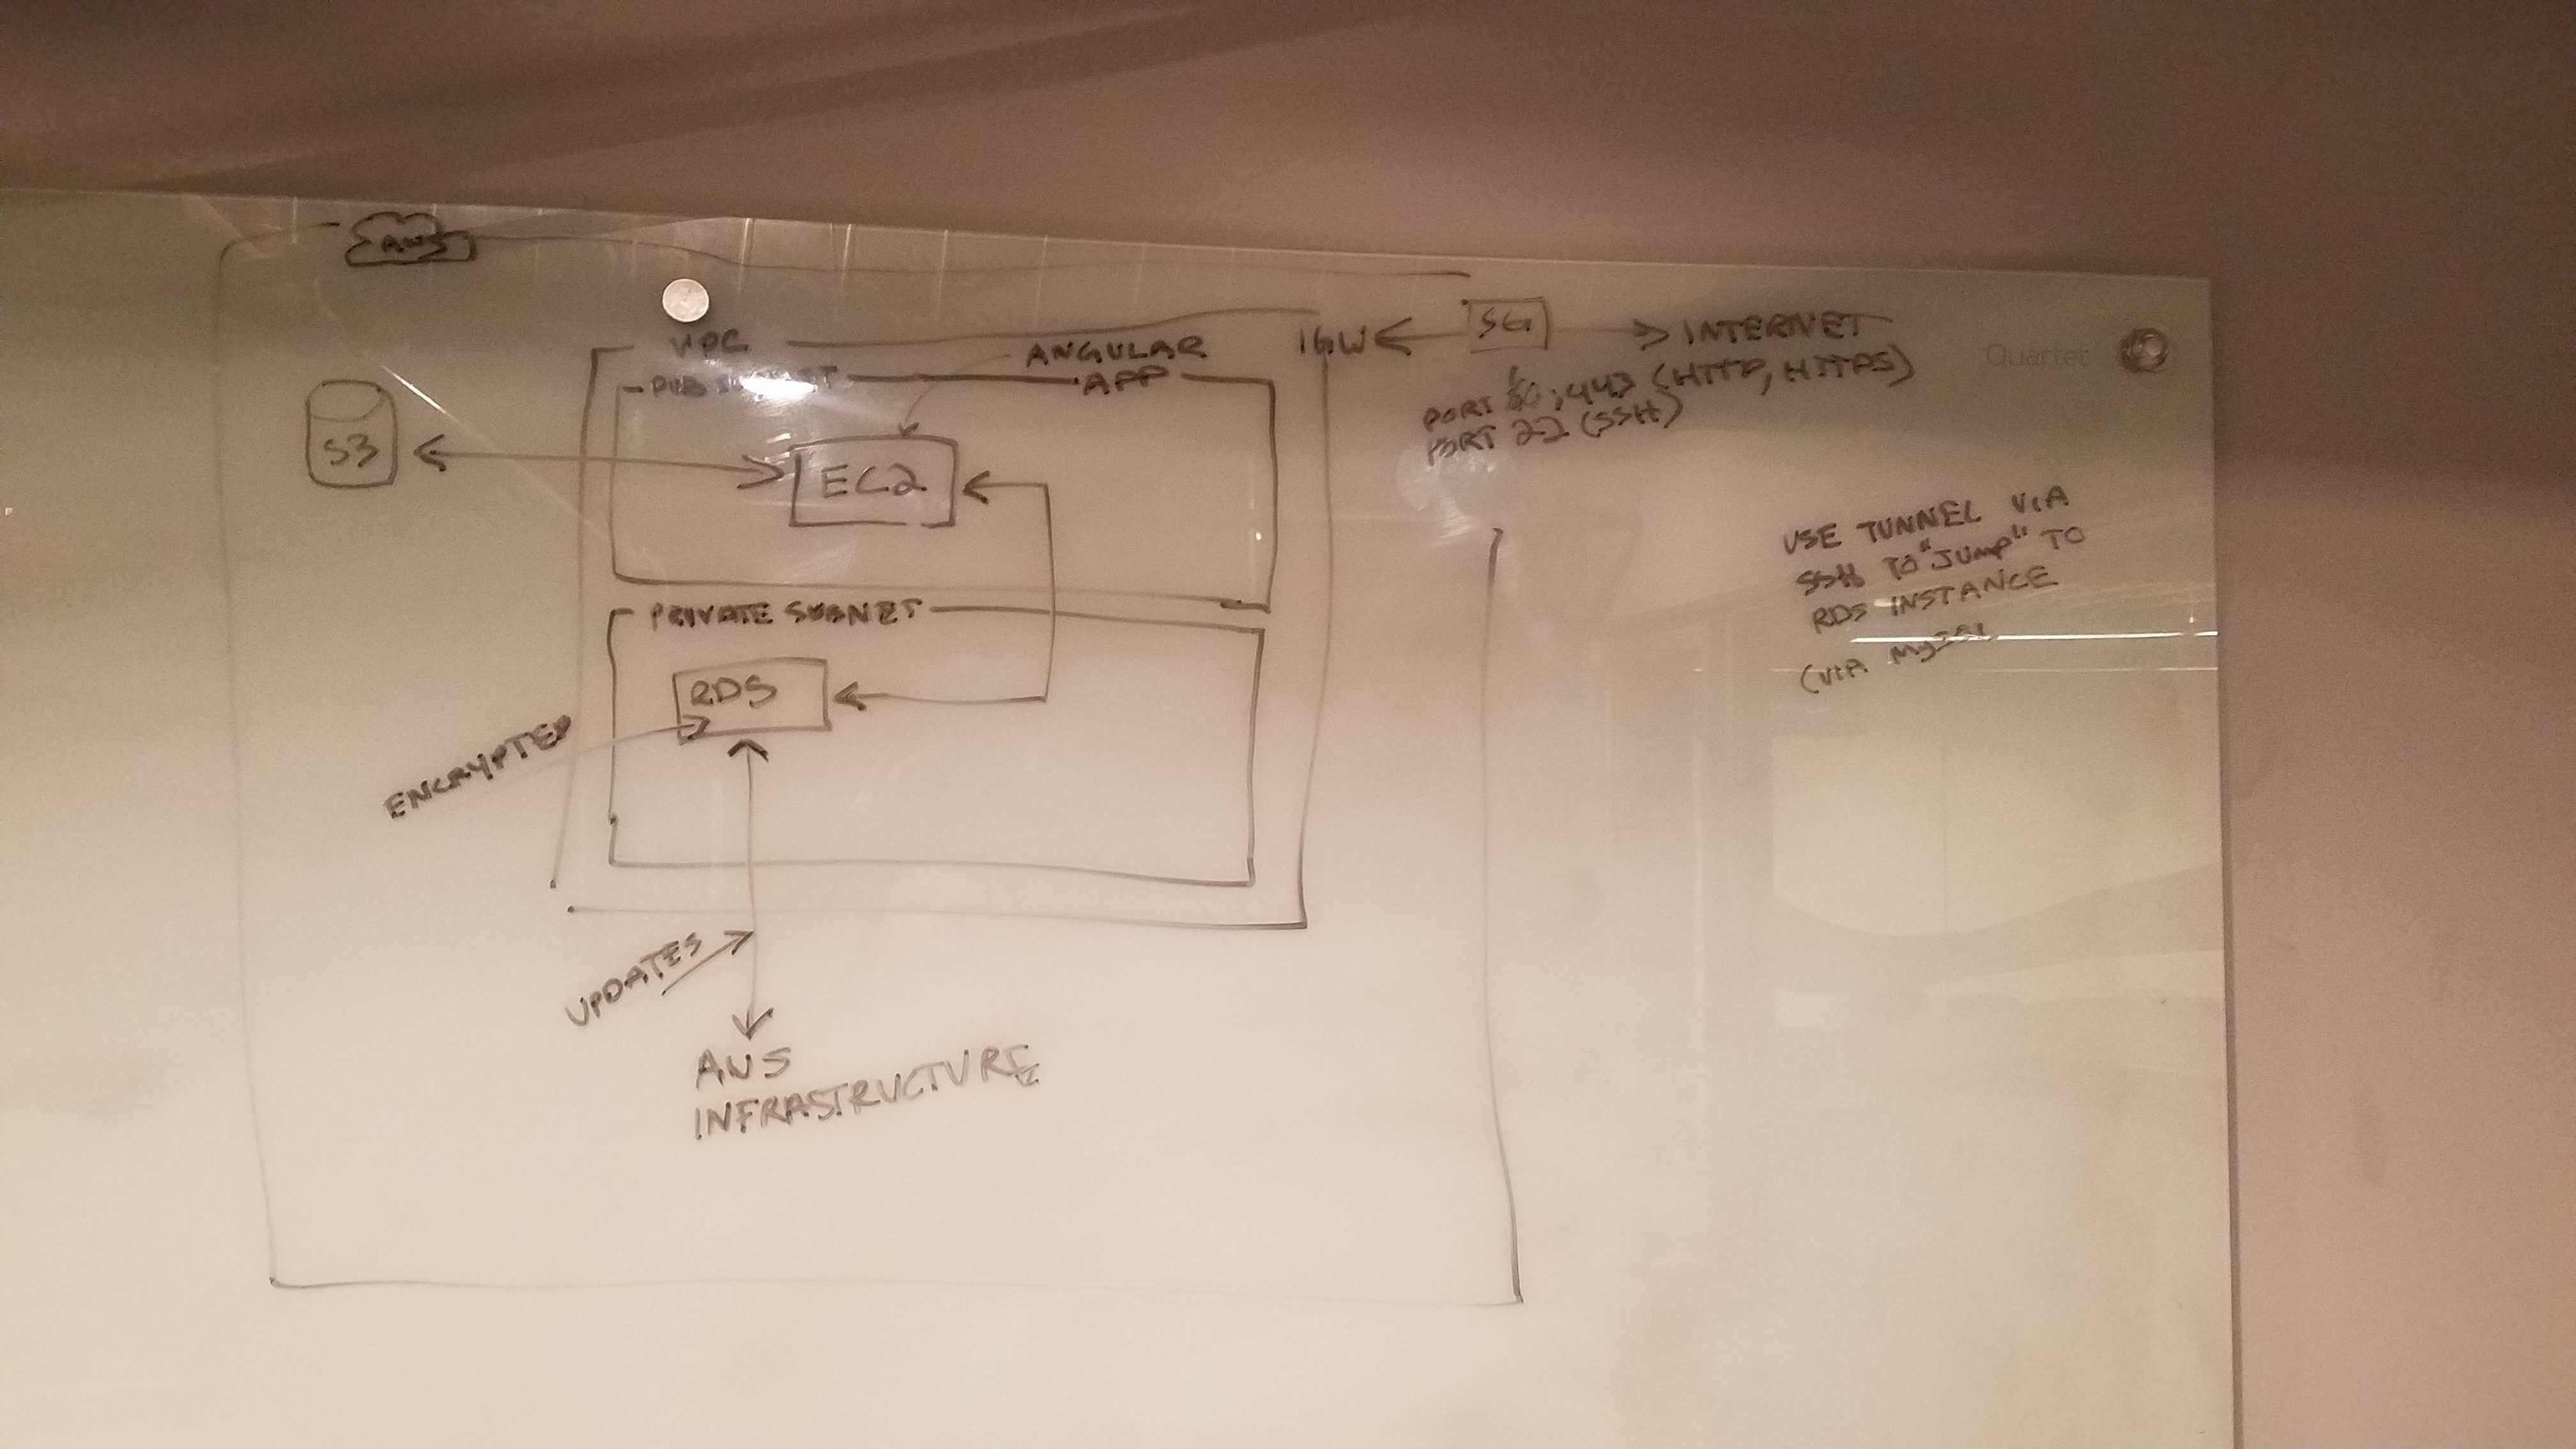 AWS
VPC
ANGULAR
APP
PUB
IGW
SG
INTERNET
PORT 80, 443 (HTTP, HTTPS)
PORT 22 (SSH)
Quartet
S3
EC2
USE TUNNEL VIA
SSH TO "JUMP" TO
RDS INSTANCE
(VIA MySQL
PRIVATE SUBNET
RDS
ENCRYPTED
UPDATES
AWS
INFRASTRUCTURE